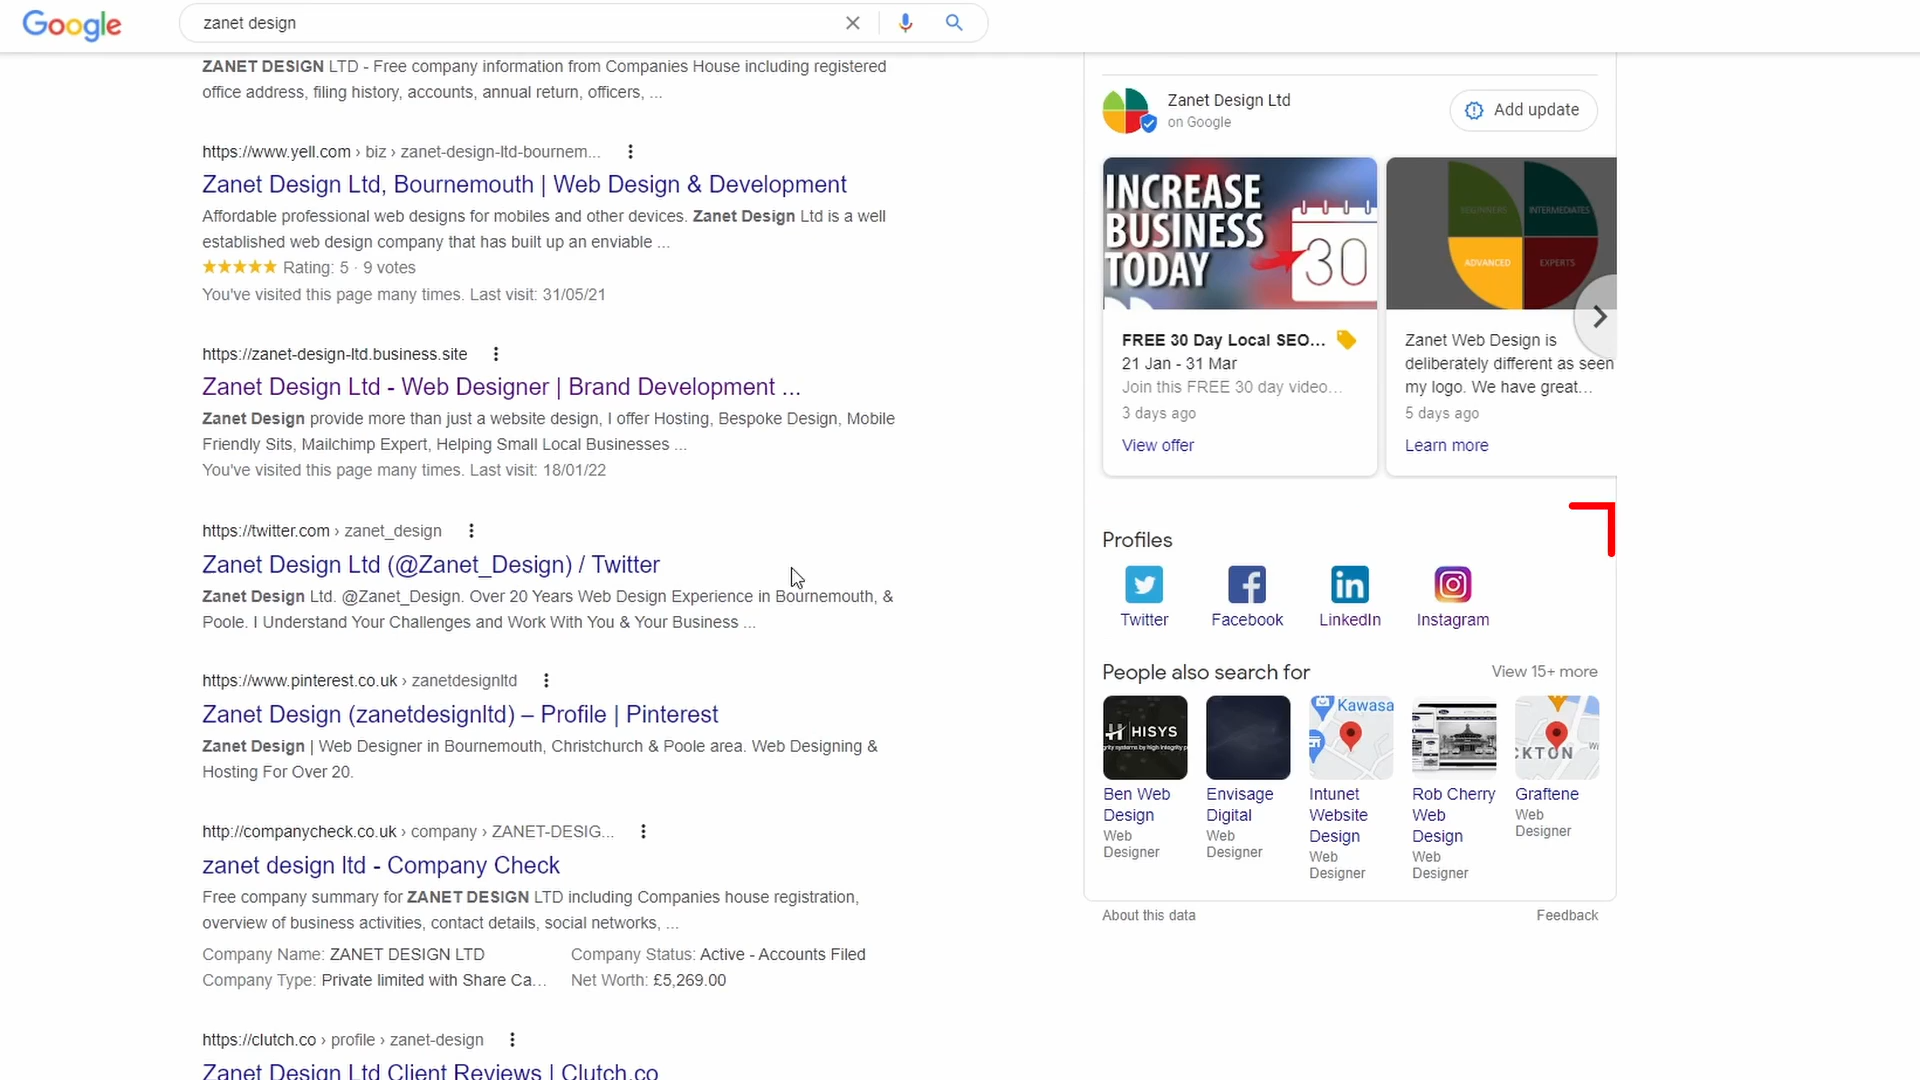 Google
zanet design
ZANET DESIGN LTD - Free company information from Companies House including registered
office address, filing history, accounts, annual return, officers, ...
https://www.yell.com › biz › zanet-design-ltd-bournem...
Zanet Design Ltd, Bournemouth | Web Design & Development
Affordable professional web designs for mobiles and other devices. Zanet Design Ltd is a well
established web design company that has built up an enviable ...
Rating: 5 · 9 votes
You've visited this page many times. Last visit: 31/05/21
https://zanet-design-ltd.business.site
Zanet Design Ltd - Web Designer | Brand Development ...
Zanet Design provide more than just a website design, I offer Hosting, Bespoke Design, Mobile
Friendly Sits, Mailchimp Expert, Helping Small Local Businesses ...
You've visited this page many times. Last visit: 18/01/22
https://twitter.com › zanet_design
Zanet Design Ltd (@Zanet_Design) / Twitter
Zanet Design Ltd. @Zanet_Design. Over 20 Years Web Design Experience in Bournemouth, &
Poole. I Understand Your Challenges and Work With You & Your Business ...
https://www.pinterest.co.uk › zanetdesignltd
Zanet Design (zanetdesignltd) – Profile | Pinterest
Zanet Design | Web Designer in Bournemouth, Christchurch & Poole area. Web Designing &
Hosting For Over 20.
http://companycheck.co.uk › company › ZANET-DESIG...
zanet design ltd - Company Check
Free company summary for ZANET DESIGN LTD including Companies house registration,
overview of business activities, contact details, social networks, ...
Company Name: ZANET DESIGN LTD
Company Status: Active - Accounts Filed
Company Type: Private limited with Share Ca...
Net Worth: £5,269.00
https://clutch.co › profile › zanet-design
Zanet Design Ltd Client Reviews | Clutch.co
Zanet Design Ltd
on Google
Add update
INCREASE
BUSINESS
TODAY
30
FREE 30 Day Local SEO...
21 Jan - 31 Mar
Join this FREE 30 day video...
3 days ago
View offer
BEGINNERS
INTERMEDIATES
ADVANCED
EXPERTS
Zanet Web Design is
deliberately different as seen
my logo. We have great...
5 days ago
Learn more
Profiles
Twitter
Facebook
LinkedIn
Instagram
People also search for
View 15+ more
HISYS
Kawasa
CKTON
Ben Web
Design
Web
Designer
Envisage
Digital
Web
Designer
Intunet
Website
Design
Web
Designer
Rob Cherry
Web
Design
Web
Designer
Graftene
Web
Designer
About this data
Feedback